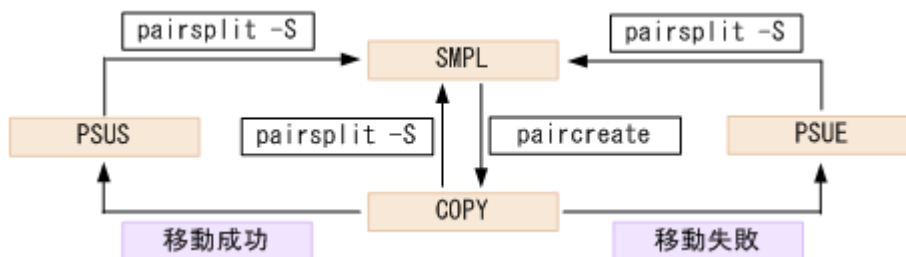 pairsplit -S
SMPL
pairsplit -S
PSUS
pairsplit -S
paircreate
PSUE
COPY
移動成功
移動失敗